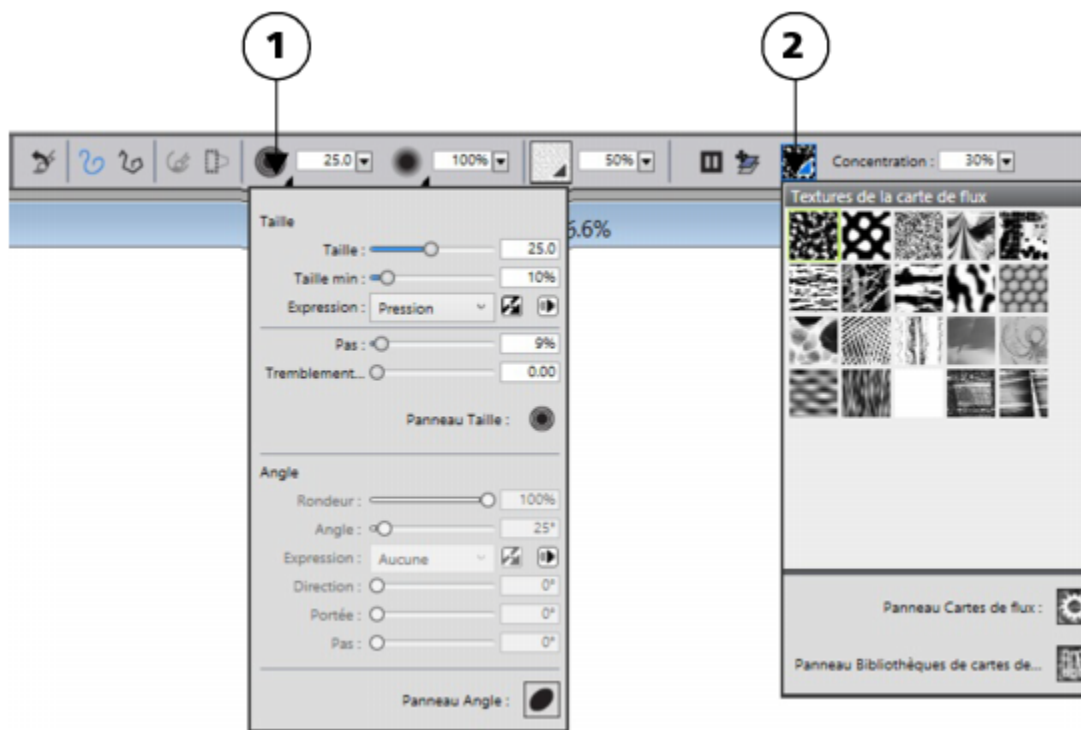 1
2
25.0
100%
50%
Concentration : 30%
6.6%
Taille
Taille : 25.0
Taille min : 10%
Expression : Pression
Pas : 9%
Tremblement... 0.00
Panneau Taille :
Angle
Rondeur : 100%
Angle : 25°
Expression : Aucune
Direction : 0°
Portée : 0°
Pas : 0°
Panneau Angle :
Textures de la carte de flux
Panneau Cartes de flux :
Panneau Bibliothèques de cartes de...